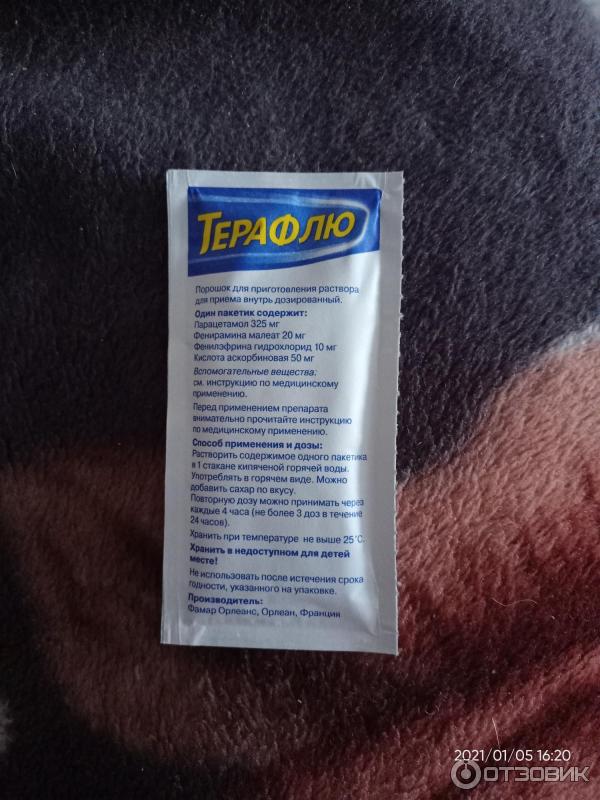 ТЕРАФЛЮ
Порошок для приготовления раствора
для приема внутрь дозированный.
Один пакетик содержит:
Парацетамол 325 мг
Фенирамина малеат 20 мг
Фенилэфрина гидрохлорид 10 мг
Кислота аскорбиновая 50 мг
Вспомогательные вещества:
см. инструкцию по медицинскому
применению.
Перед применением препарата
внимательно прочитайте инструкцию
по медицинскому применению.
Способ применения и дозы:
Растворить содержимое одного пакетика
в 1 стакане кипяченой горячей воды.
Употреблять в горячем виде. Можно
добавить сахар по вкусу.
Повторную дозу можно принимать через
каждые 4 часа (не более 3 доз в течение
24 часов).
Хранить при температуре не выше 25°С.
Хранить в недоступном для детей
месте!
Не использовать после истечения срока
годности, указанного на упаковке.
Производитель:
Фамар Орлеанс, Орлеан, Франция
2021/01/05 16:20
ОТЗОВИК